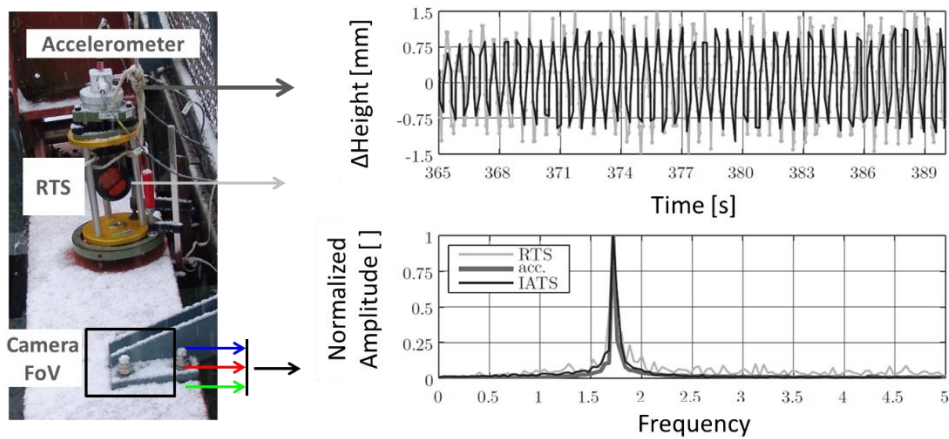 Accelerometer
RTS
Camera
FoV
ΔHeight [mm]
1.5
0.75
0
-0.75
-1.5
365
368
371
374
377
380
383
386
389
Time [s]
Normalized
Amplitude [ ]
1
0.75
0.5
0.25
0
RTS
acc.
IATS
0
0.5
1
1.5
2
2.5
3
3.5
4
4.5
5
Frequency